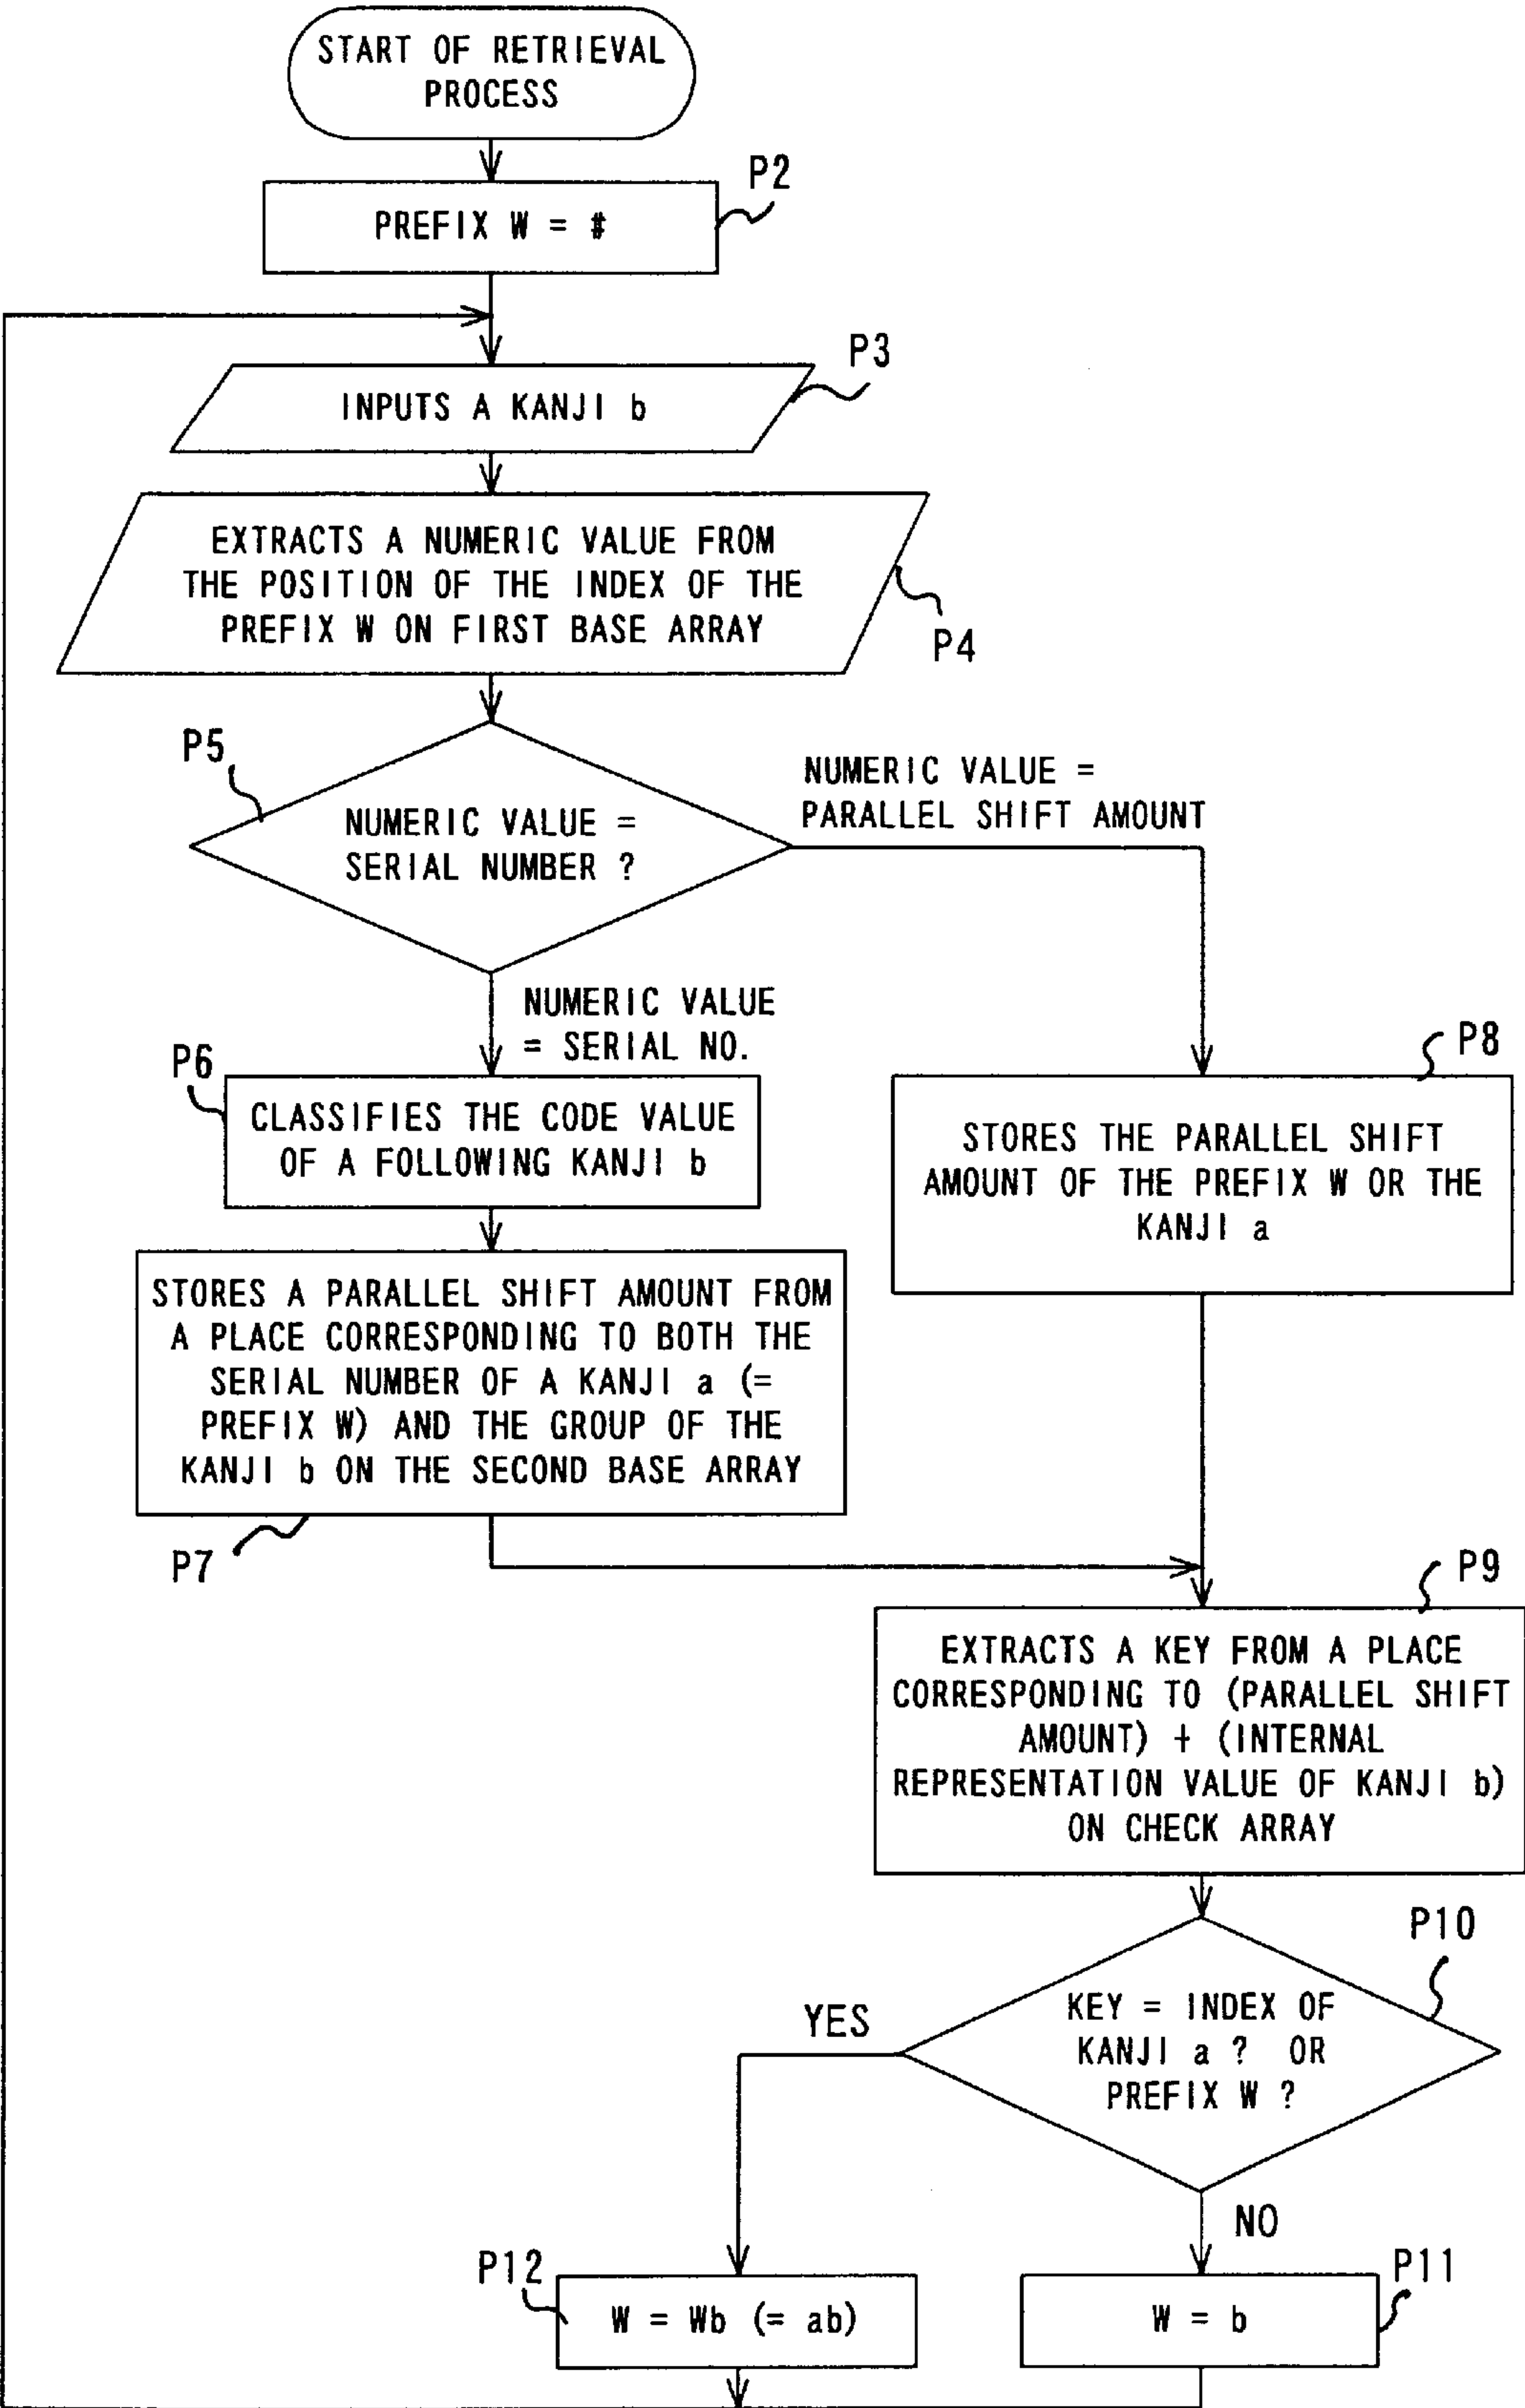 START OF RETRIEVAL
PROCESS
P2
PREFIX W = #
P3
INPUTS A KANJI b
EXTRACTS A NUMERIC VALUE FROM
THE POSITION OF THE INDEX OF THE
PREFIX W ON FIRST BASE ARRAY
P4
P5
NUMERIC VALUE =
SERIAL NUMBER ?
NUMERIC VALUE =
PARALLEL SHIFT AMOUNT
NUMERIC VALUE
= SERIAL NO.
P6
CLASSIFIES THE CODE VALUE
OF A FOLLOWING KANJI b
P8
STORES THE PARALLEL SHIFT
AMOUNT OF THE PREFIX W OR THE
KANJI a
STORES A PARALLEL SHIFT AMOUNT FROM
A PLACE CORRESPONDING TO BOTH THE
SERIAL NUMBER OF A KANJI a (=
PREFIX W) AND THE GROUP OF THE
KANJI b ON THE SECOND BASE ARRAY
P7
P9
EXTRACTS A KEY FROM A PLACE
CORRESPONDING TO (PARALLEL SHIFT
AMOUNT) + (INTERNAL
REPRESENTATION VALUE OF KANJI b)
ON CHECK ARRAY
P10
KEY = INDEX OF
KANJI a ? OR
PREFIX W ?
YES
NO
P12
W = Wb (= ab)
P11
W = b